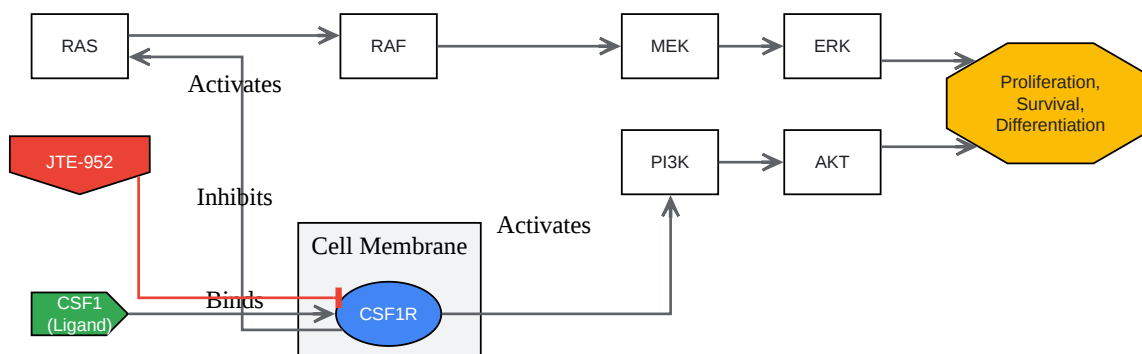 RAS
RAF
MEK
ERK
Activates
Proliferation,
Survival,
Differentiation
JTE-952
PI3K
AKT
Inhibits
Activates
Cell Membrane
CSF1
(Ligand)
Binds
CSF1R